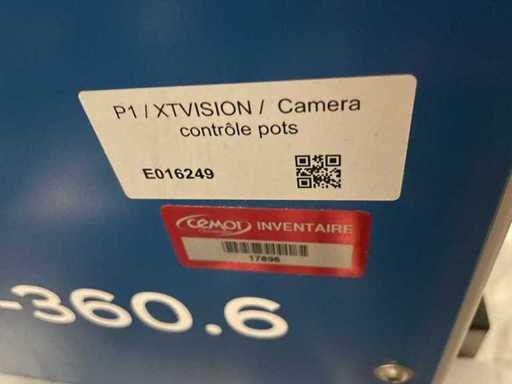 P1 / XTVISION / Camera
contrôle pots
E016249
CEMOI INVENTAIRE
17896
-360.6